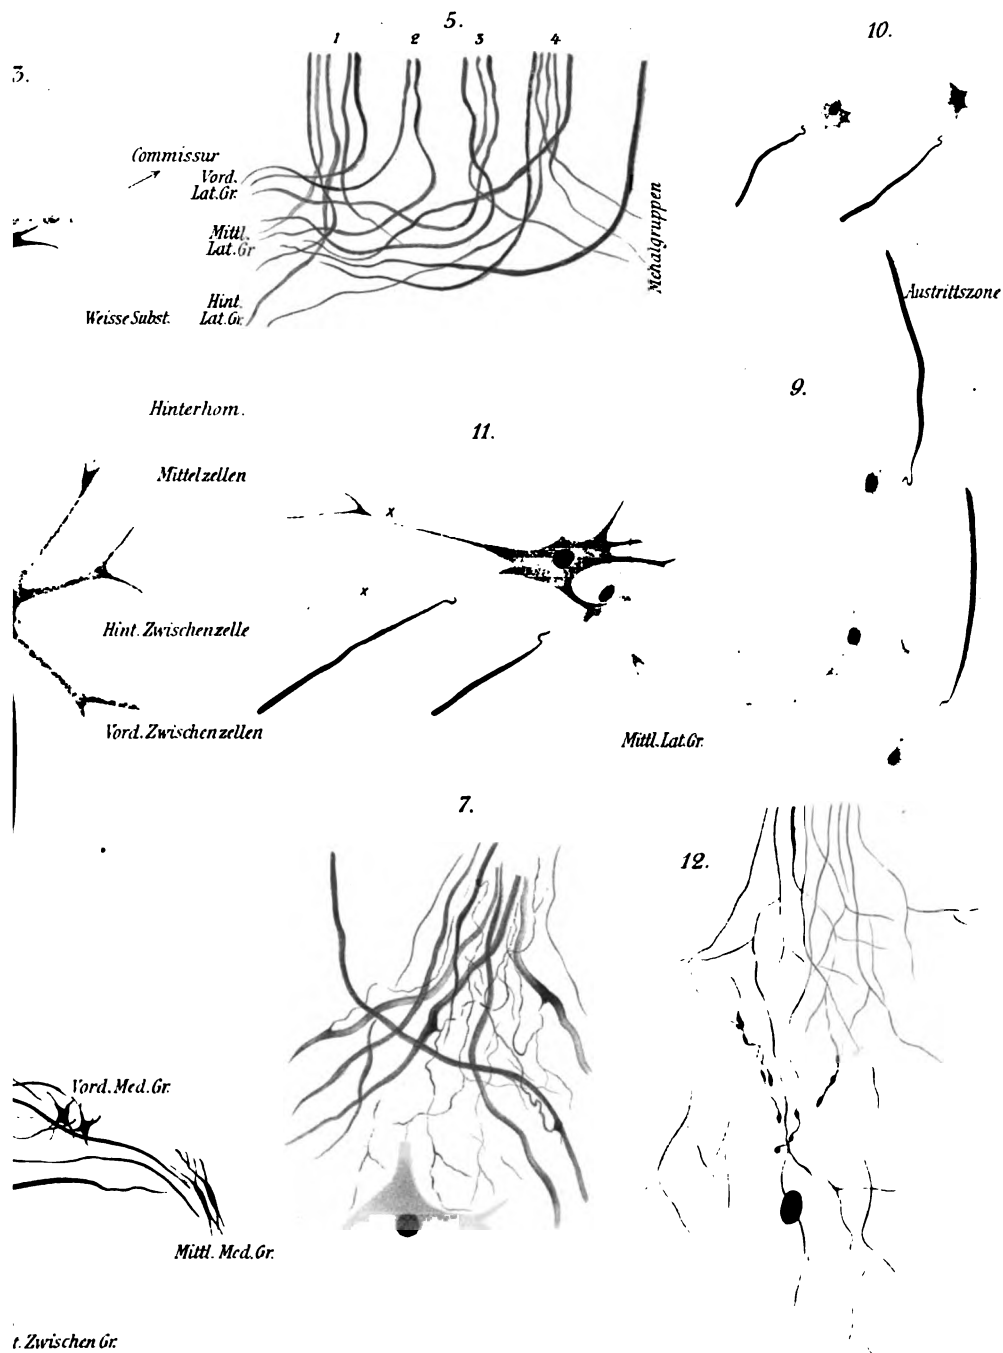 5.
10.
1 2 3 4
3.
Commissur
Vord.
Lat.Gr.
Mittl.
Lat.Gr
Hint.
Lat.Gr.
Weisse Subst.
Austrittszone
9.
Hinterhorn.
11.
Mittelzellen
x
x
Hint. Zwischenzelle
Vord. Zwischenzellen
Mittl. Lat. Gr.
7.
12.
Vord. Med. Gr.
Mittl. Med. Gr.
t. Zwischen Gr.